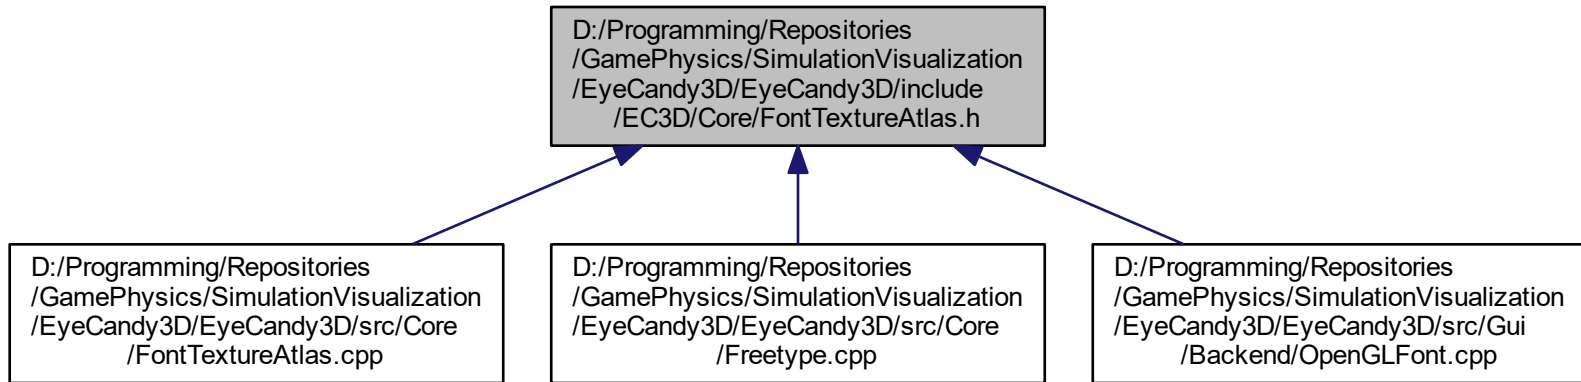 D:/Programming/Repositories
/GamePhysics/SimulationVisualization
/EyeCandy3D/EyeCandy3D/include
/EC3D/Core/FontTextureAtlas.h
D:/Programming/Repositories
/GamePhysics/SimulationVisualization
/EyeCandy3D/EyeCandy3D/src/Core
/FontTextureAtlas.cpp
D:/Programming/Repositories
/GamePhysics/SimulationVisualization
/EyeCandy3D/EyeCandy3D/src/Core
/Freetype.cpp
D:/Programming/Repositories
/GamePhysics/SimulationVisualization
/EyeCandy3D/EyeCandy3D/src/Gui
/Backend/OpenGLFont.cpp